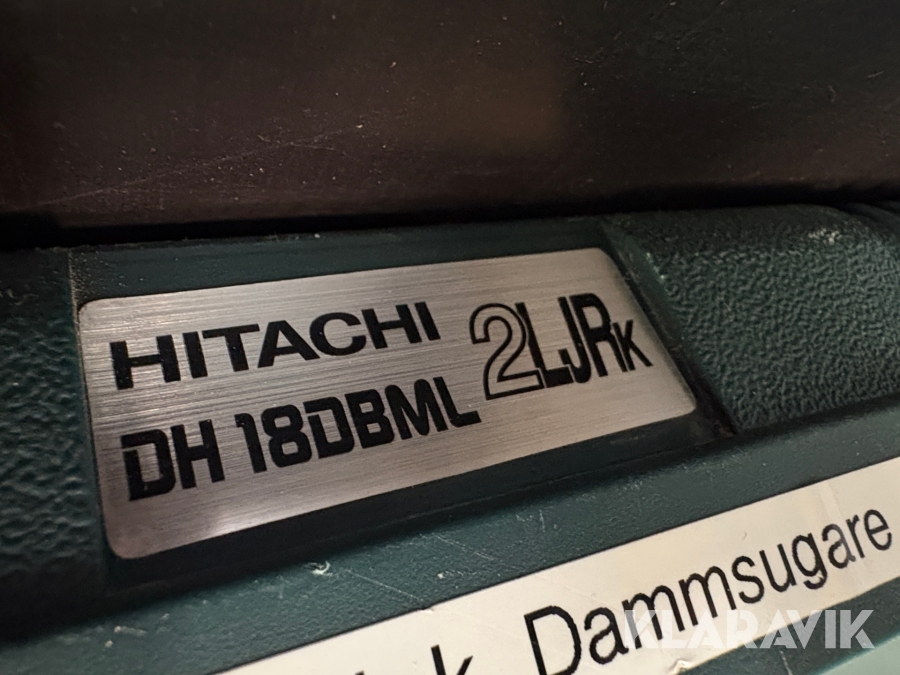 HITACHI 2LJRK
DH 18DBML
Dammsugare
KLARAVIK